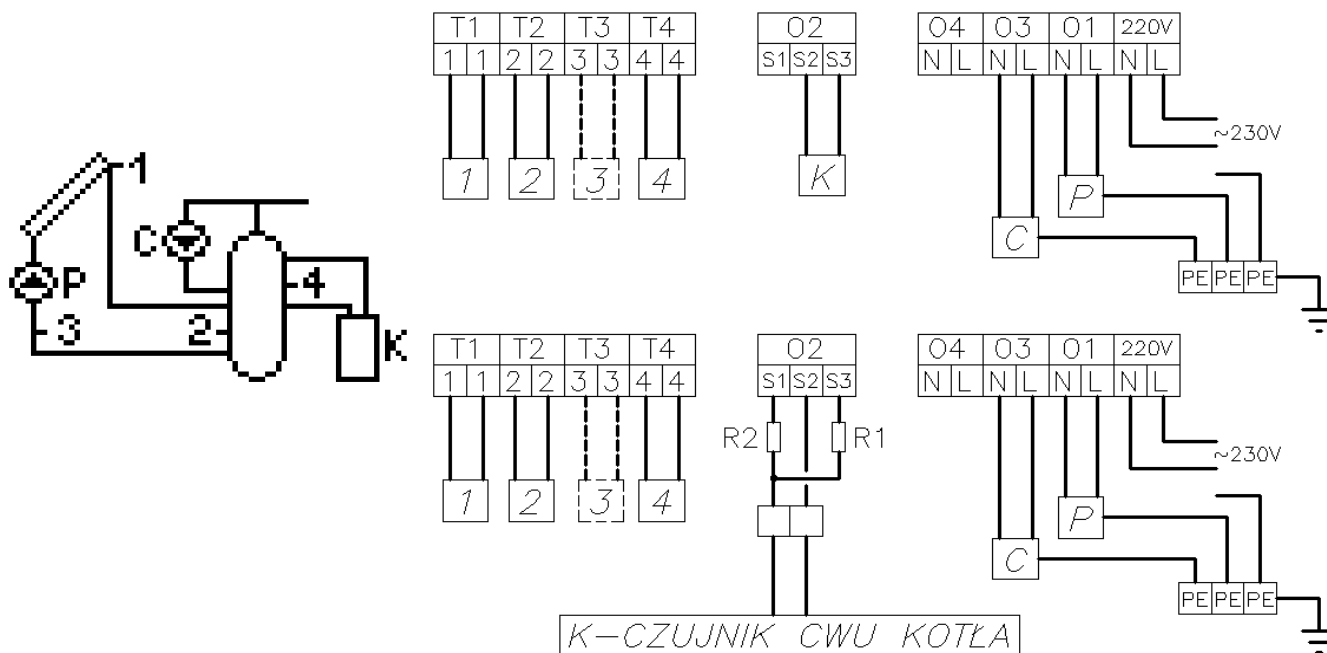 T1 T2 T3 T4 O2 O4 O3 O1 220V
1 1 2 2 3 3 4 4 S1 S2 S3 N L N L N L N L
~230V
1 2 3 4 K P
C
PE PE PE
1
C
P 4
3 2 K
T1 T2 T3 T4 O2 O4 O3 O1 220V
1 1 2 2 3 3 4 4 S1 S2 S3 N L N L N L N L
R2 R1 ~230V
1 2 3 4 P
C
PE PE PE
K-CZUJNIK CWU KOTŁA